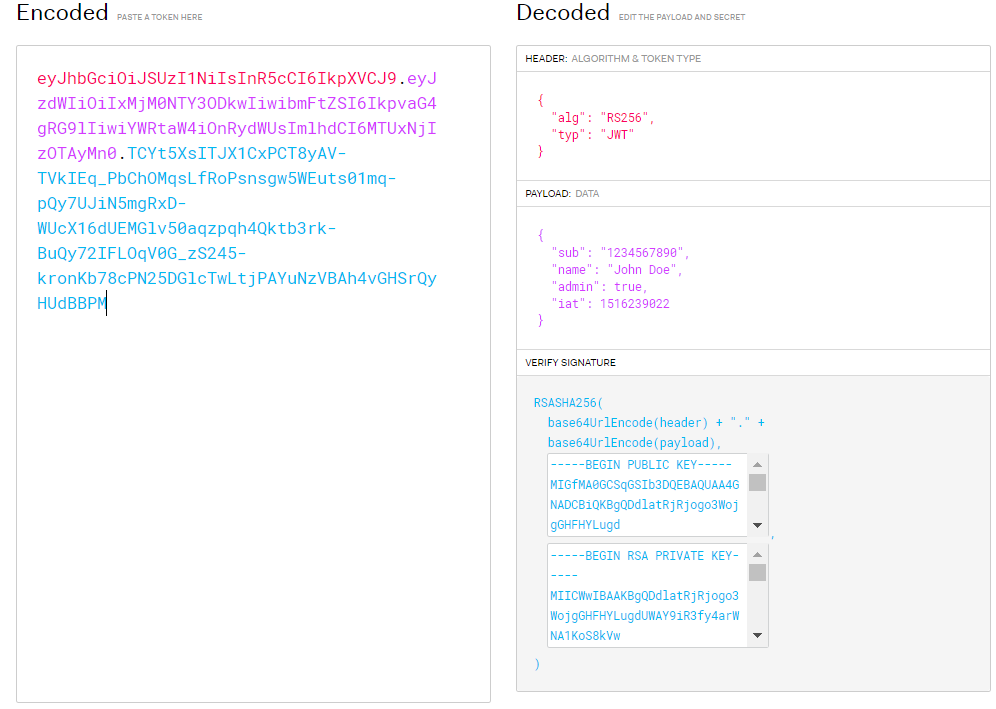 Encoded PASTE A TOKEN HERE
eyJhbGciOiJSUzI1NiIsInR5cCI6IkpXVCJ9.eyJ
zdWIiOiIxMjM0NTY3ODkwIiwibmFtZSI6IkpvaG4
gRG9lIiwiYWRtaW4iOnRydWUsImlhdCI6MTUxNjI
zOTAyMn0.TCYt5XsITJX1CxPCT8yAV-
TVkIEq_PbChOMqsLfRoPsnsgw5WEuts01mq-
pQy7UJiN5mgRxD-
WUcX16dUEMGlv50aqzpqh4Qktb3rk-
BuQy72IFLOqV0G_zS245-
kronKb78cPN25DGlcTwLtjPAYuNzVBAh4vGHSrQy
HUdBBPM
Decoded EDIT THE PAYLOAD AND SECRET
HEADER: ALGORITHM & TOKEN TYPE
{
"alg": "RS256",
"typ": "JWT"
}
PAYLOAD: DATA
{
"sub": "1234567890",
"name": "John Doe",
"admin": true,
"iat": 1516239022
}
VERIFY SIGNATURE
RSASHA256(
base64UrlEncode(header) + "." +
base64UrlEncode(payload),
-----BEGIN PUBLIC KEY-----
MIGfMA0GCSqGSIb3DQEBAQUAA4G
NADCBiQKBgQDdlatRjRjogo3Woj
gGHFHYLugd
,
-----BEGIN RSA PRIVATE KEY-
----
MIICWwIBAAKBgQDdlatRjRjogo3
WojgGHFHYLugdUWAY9iR3fy4arW
NA1KoS8kVw
)